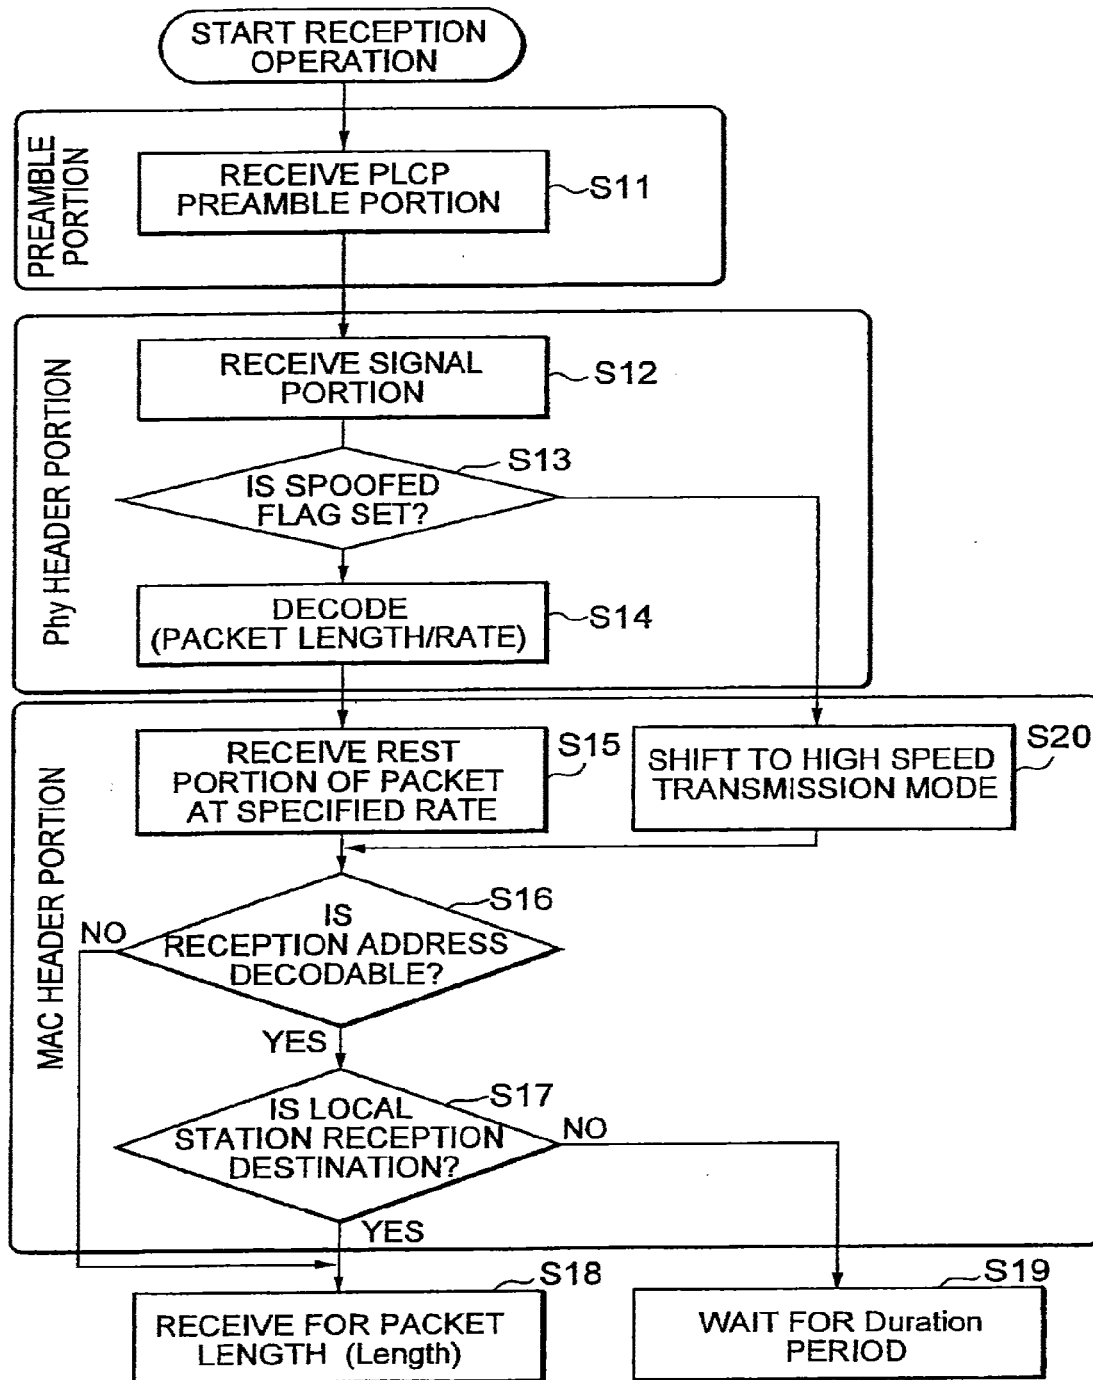 START RECEPTION
OPERATION
PREAMBLE
PORTION
RECEIVE PLCP
PREAMBLE PORTION
S11
Phy HEADER PORTION
RECEIVE SIGNAL
PORTION
S12
S13
IS SPOOFED
FLAG SET?
DECODE
(PACKET LENGTH/RATE)
S14
MAC HEADER PORTION
RECEIVE REST
PORTION OF PACKET
AT SPECIFIED RATE
S15
SHIFT TO HIGH SPEED
TRANSMISSION MODE
S20
S16
NO
IS
RECEPTION ADDRESS
DECODABLE?
YES
S17
IS LOCAL
STATION RECEPTION
DESTINATION?
NO
YES
S18
RECEIVE FOR PACKET
LENGTH (Length)
S19
WAIT FOR Duration
PERIOD